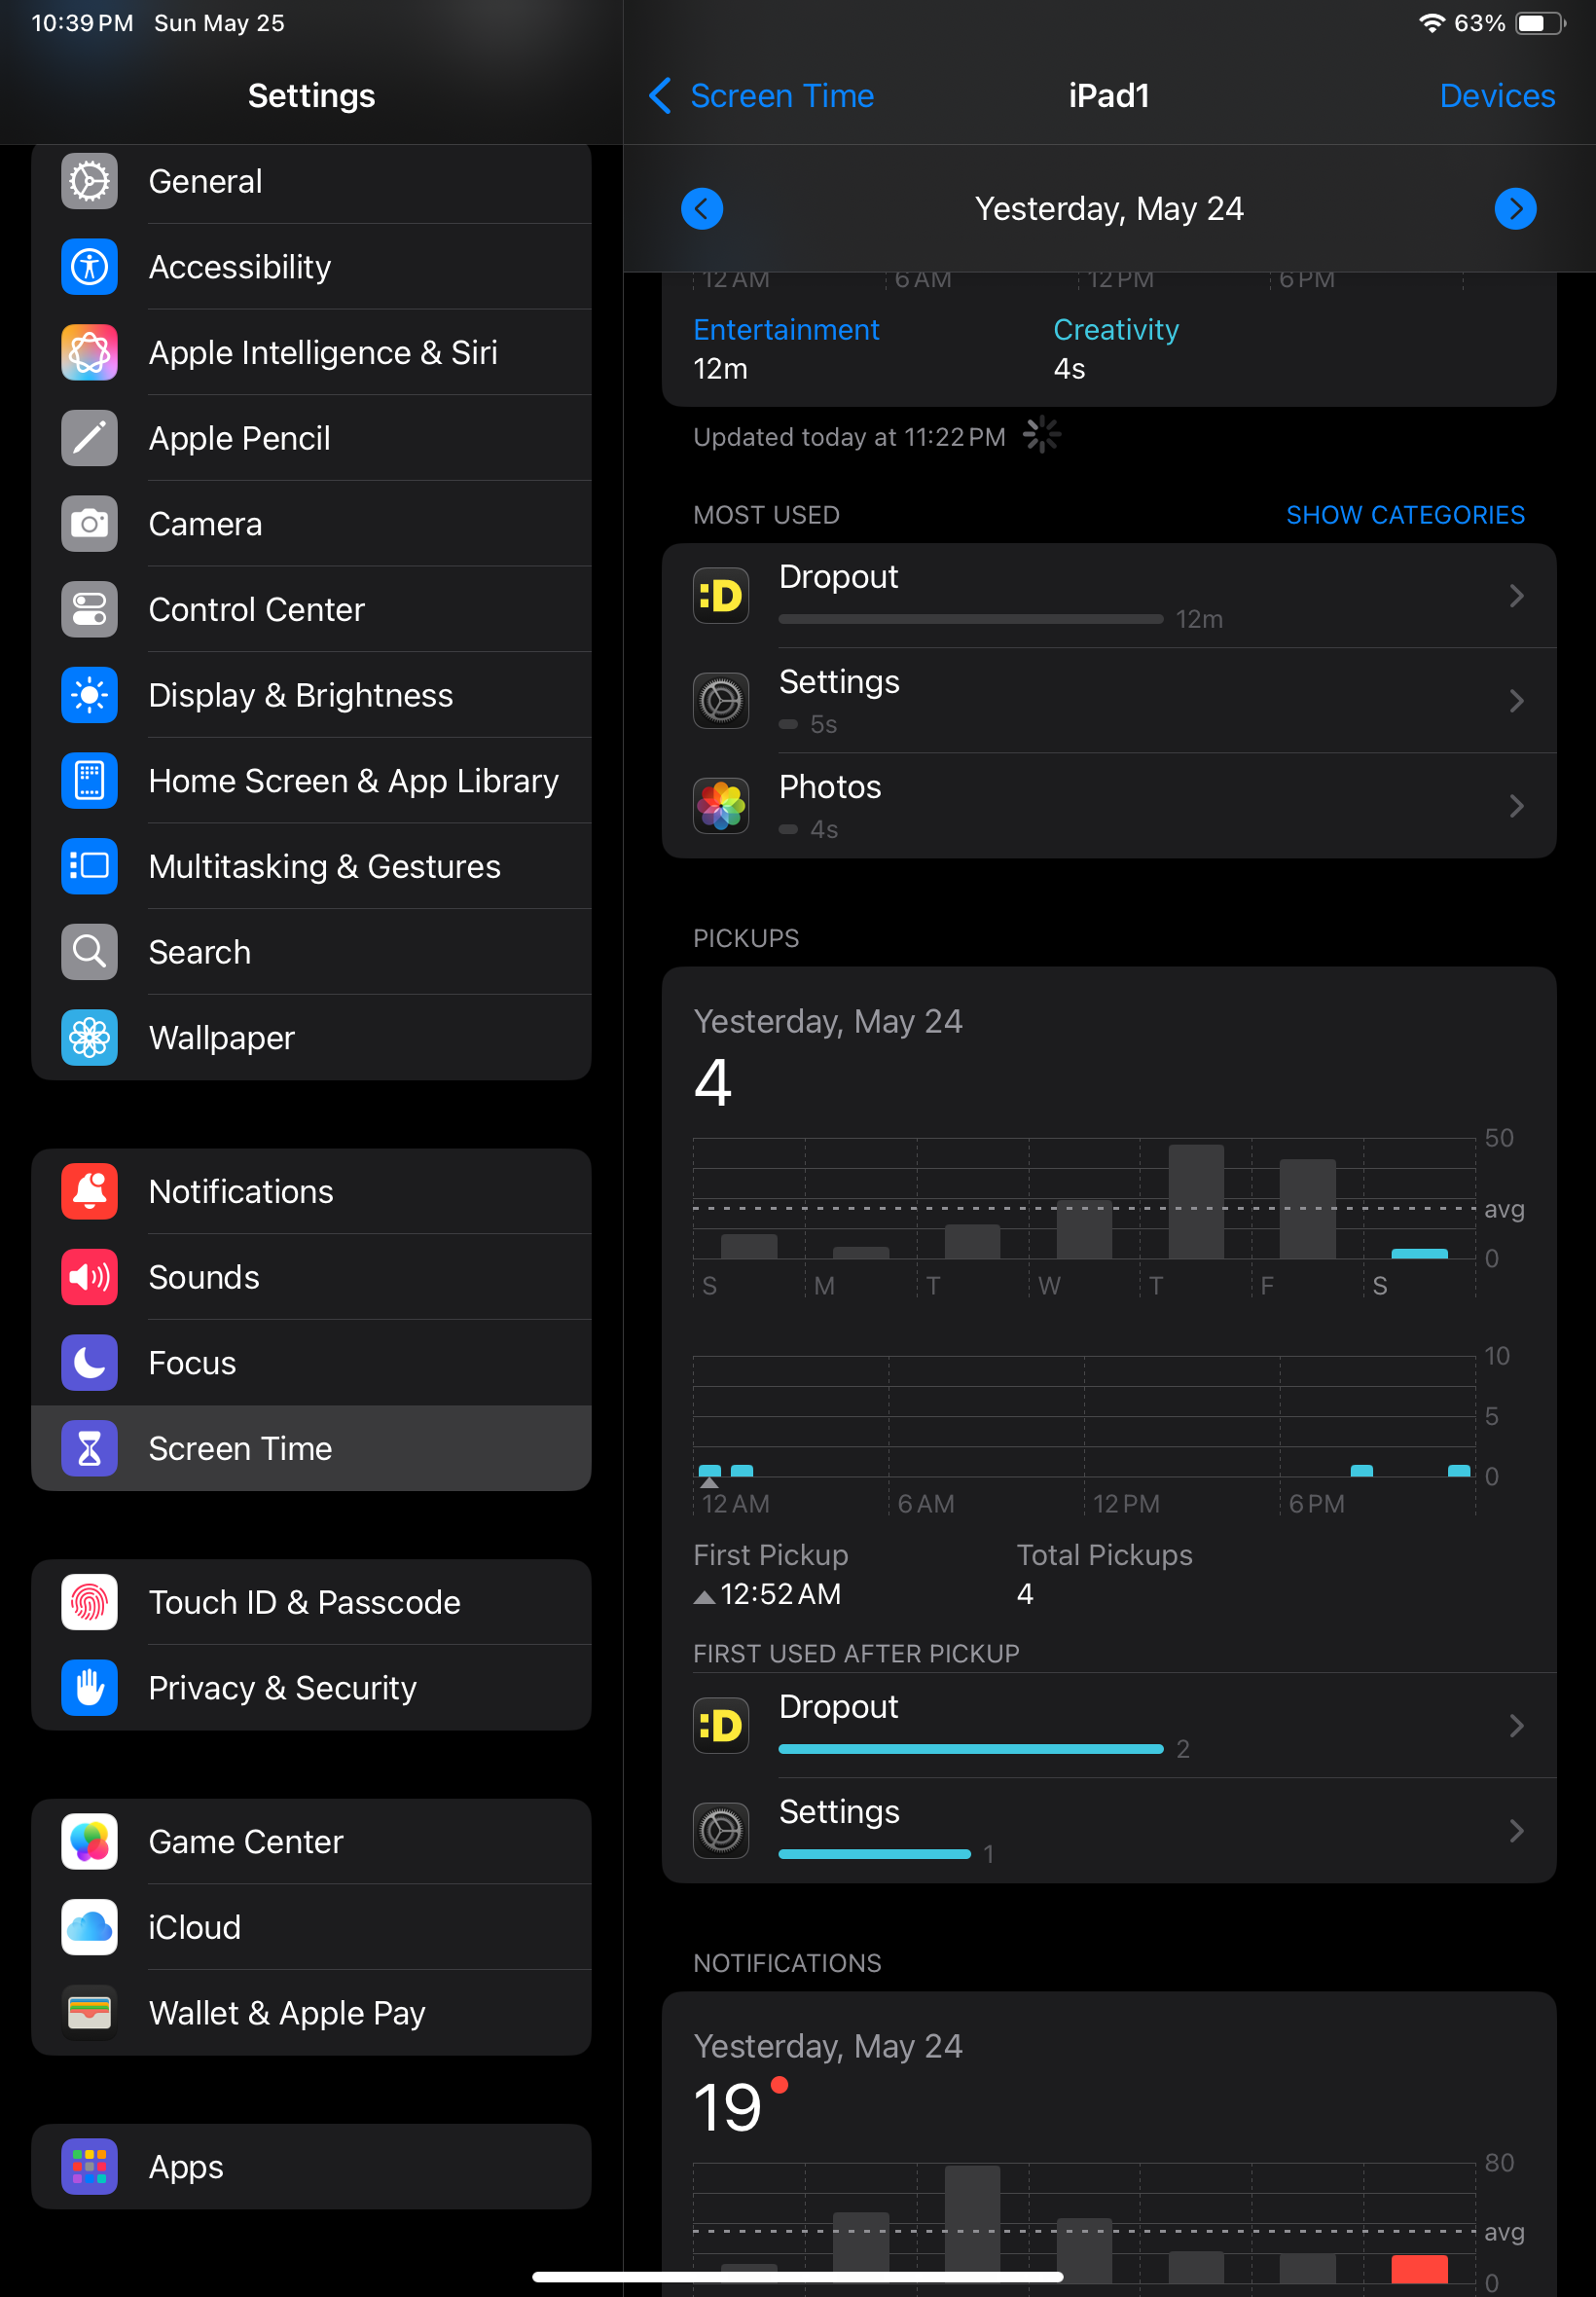 10:39 PM Sun May 25
63%
Settings
General
Accessibility
Apple Intelligence & Siri
Apple Pencil
Camera
Control Center
Display & Brightness
Home Screen & App Library
Multitasking & Gestures
Search
Wallpaper
Notifications
Sounds
Focus
Screen Time
Touch ID & Passcode
Privacy & Security
Game Center
iCloud
Wallet & Apple Pay
Apps
Screen Time iPad1 Devices
Yesterday, May 24
12 AM 6 AM 12 PM 6 PM
Entertainment Creativity
12m 4s
Updated today at 11:22 PM
MOST USED SHOW CATEGORIES
:D Dropout
12m
Settings
5s
Photos
4s
PICKUPS
Yesterday, May 24
4
50
avg
0
S M T W T F S
10
5
0
12 AM 6 AM 12 PM 6 PM
First Pickup Total Pickups
12:52 AM 4
FIRST USED AFTER PICKUP
:D Dropout
2
Settings
1
NOTIFICATIONS
Yesterday, May 24
19
80
avg
0